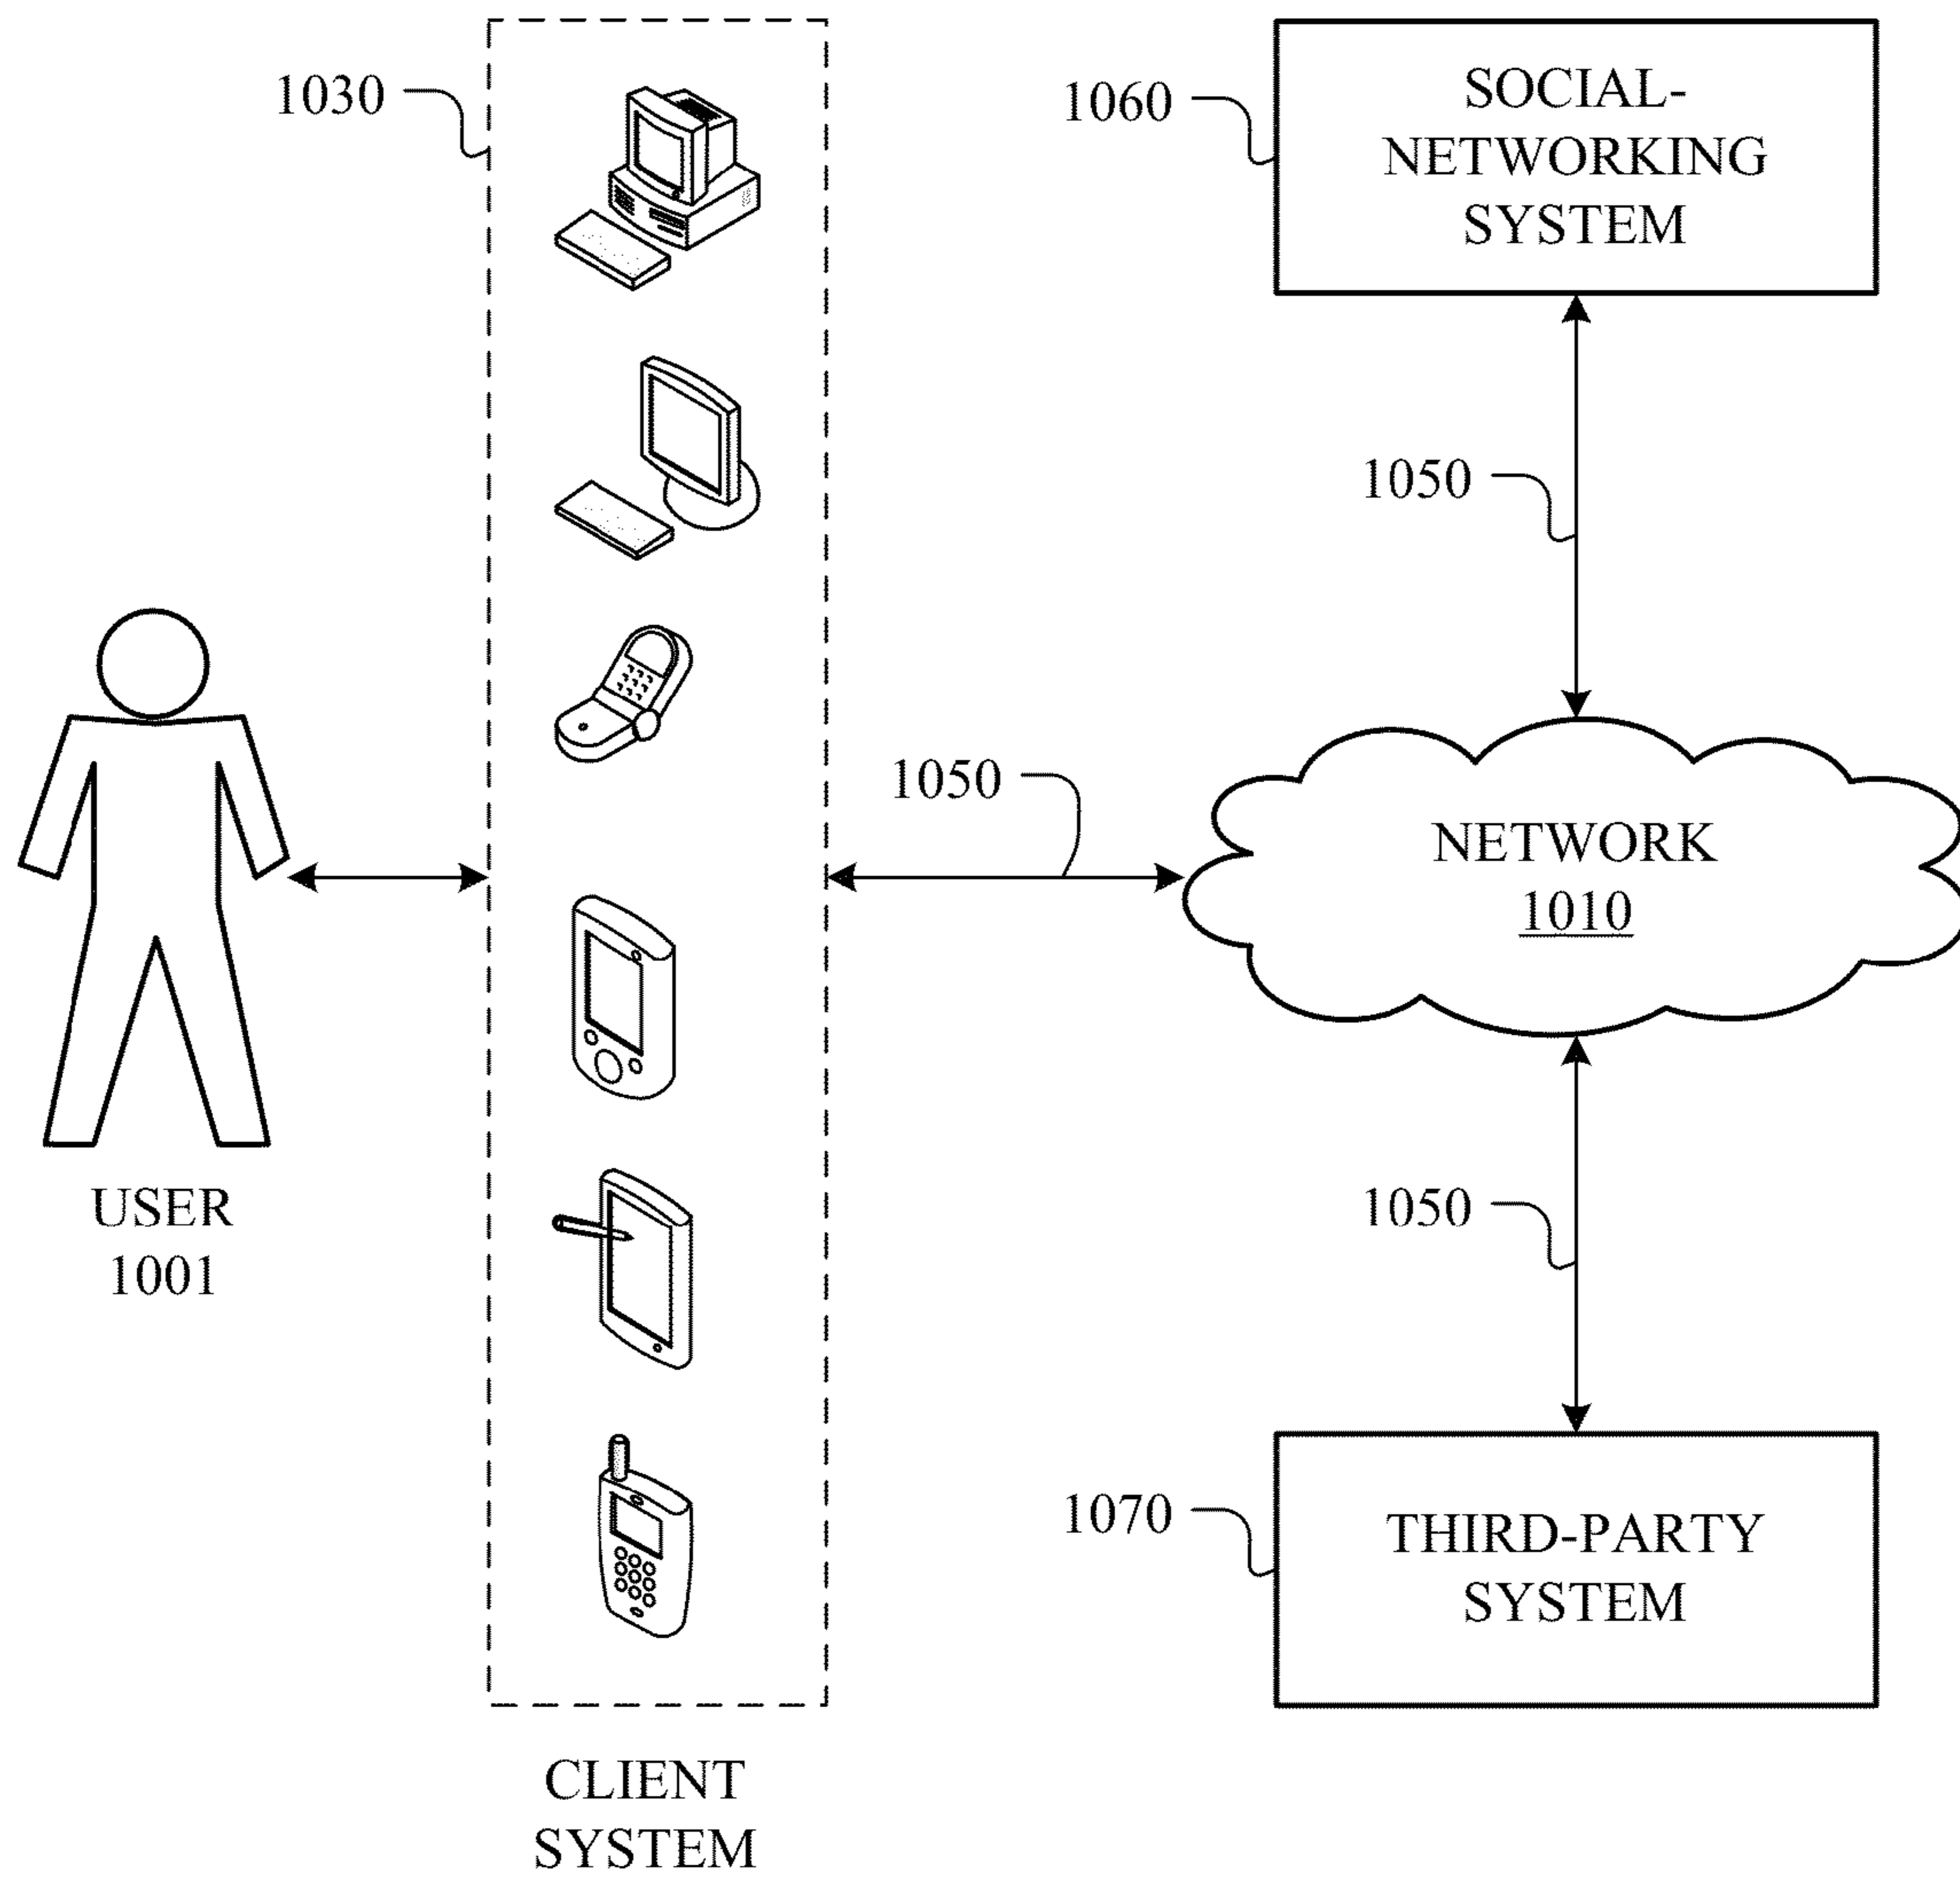 1030
1060
SOCIAL-
NETWORKING
SYSTEM
1050
1050
NETWORK
1010
USER
1001
1050
1070
THIRD-PARTY
SYSTEM
CLIENT
SYSTEM